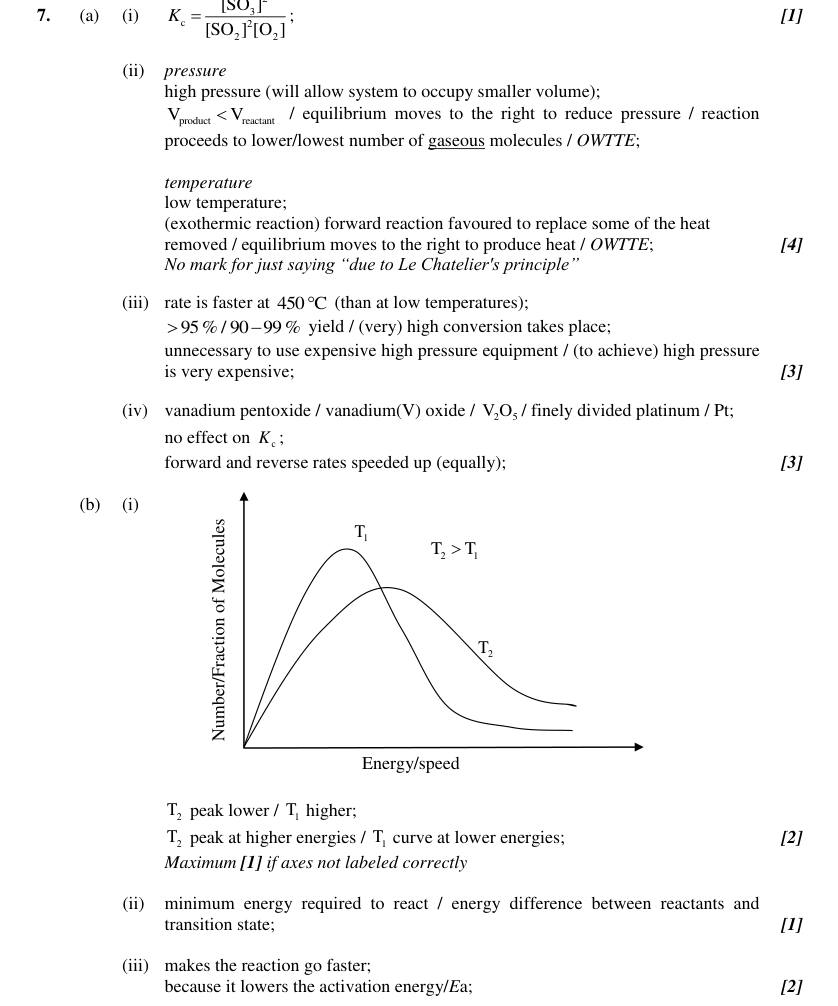 7. (a) (i) K_c = [SO₃]² / [SO₂]²[O₂] ; [1]
(ii) pressure
high pressure (will allow system to occupy smaller volume);
V_product < V_reactant / equilibrium moves to the right to reduce pressure / reaction
proceeds to lower/lowest number of gaseous molecules / OWTTE;
temperature
low temperature;
(exothermic reaction) forward reaction favoured to replace some of the heat
removed / equilibrium moves to the right to produce heat / OWTTE; [4]
No mark for just saying “due to Le Chatelier's principle”
(iii) rate is faster at 450 °C (than at low temperatures);
> 95 % / 90–99 % yield / (very) high conversion takes place;
unnecessary to use expensive high pressure equipment / (to achieve) high pressure
is very expensive; [3]
(iv) vanadium pentoxide / vanadium(V) oxide / V₂O₅ / finely divided platinum / Pt;
no effect on K_c ;
forward and reverse rates speeded up (equally); [3]
(b) (i)
Number/Fraction of Molecules
T₁
T₂ > T₁
T₂
Energy/speed
T₂ peak lower / T₁ higher;
T₂ peak at higher energies / T₁ curve at lower energies; [2]
Maximum [1] if axes not labeled correctly
(ii) minimum energy required to react / energy difference between reactants and
transition state; [1]
(iii) makes the reaction go faster;
because it lowers the activation energy/Ea; [2]